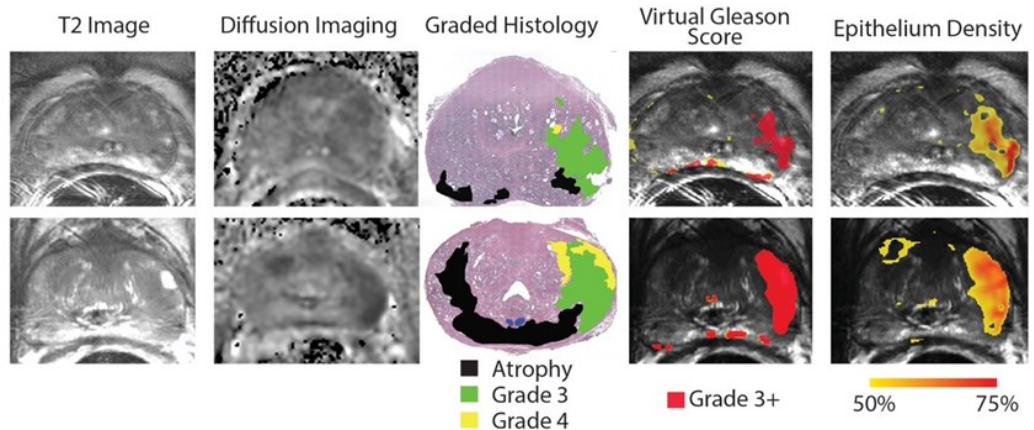 T2 Image
Diffusion Imaging
Graded Histology
Virtual Gleason
Score
Epithelium Density
Atrophy
Grade 3
Grade 4
Grade 3+
50%
75%